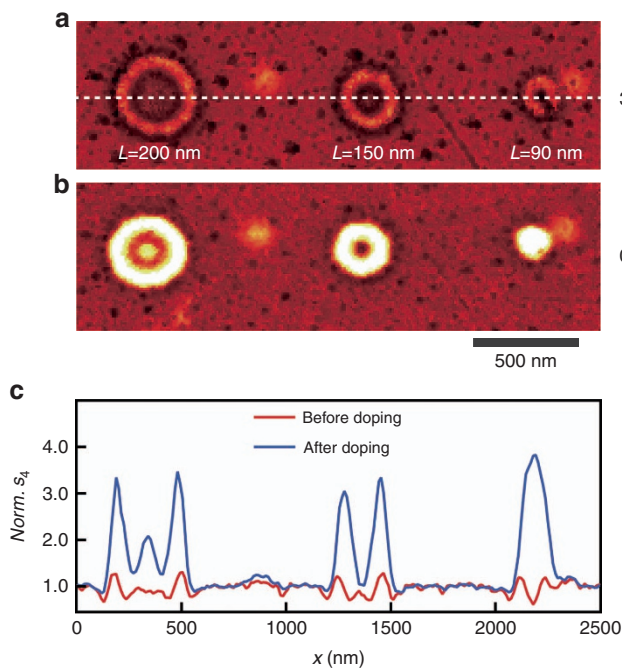 a
L=200 nm
L=150 nm
L=90 nm
b
500 nm
c
Before doping
After doping
Norm. s4
4.0
3.0
2.0
1.0
0
500
1000
1500
2000
2500
x (nm)